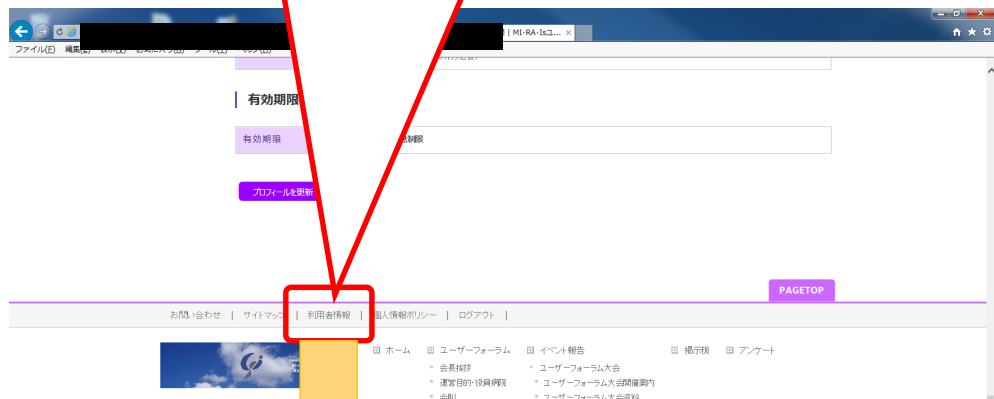 | MI・RA・Isユ... ×
ファイル(F) 編集(E)
有効期限
有効期限
制限
プロフィールを更新
PAGETOP
お問い合わせ | サイトマップ | 利用者情報 | 個人情報ポリシー | ログアウト |
ホーム ユーザーフォーラム イベント報告 掲示板 アンケート
会長挨拶 ユーザーフォーラム大会
運営目的・役員病院 ユーザーフォーラム大会開催案内
会則 ユーザーフォーラム大会資料